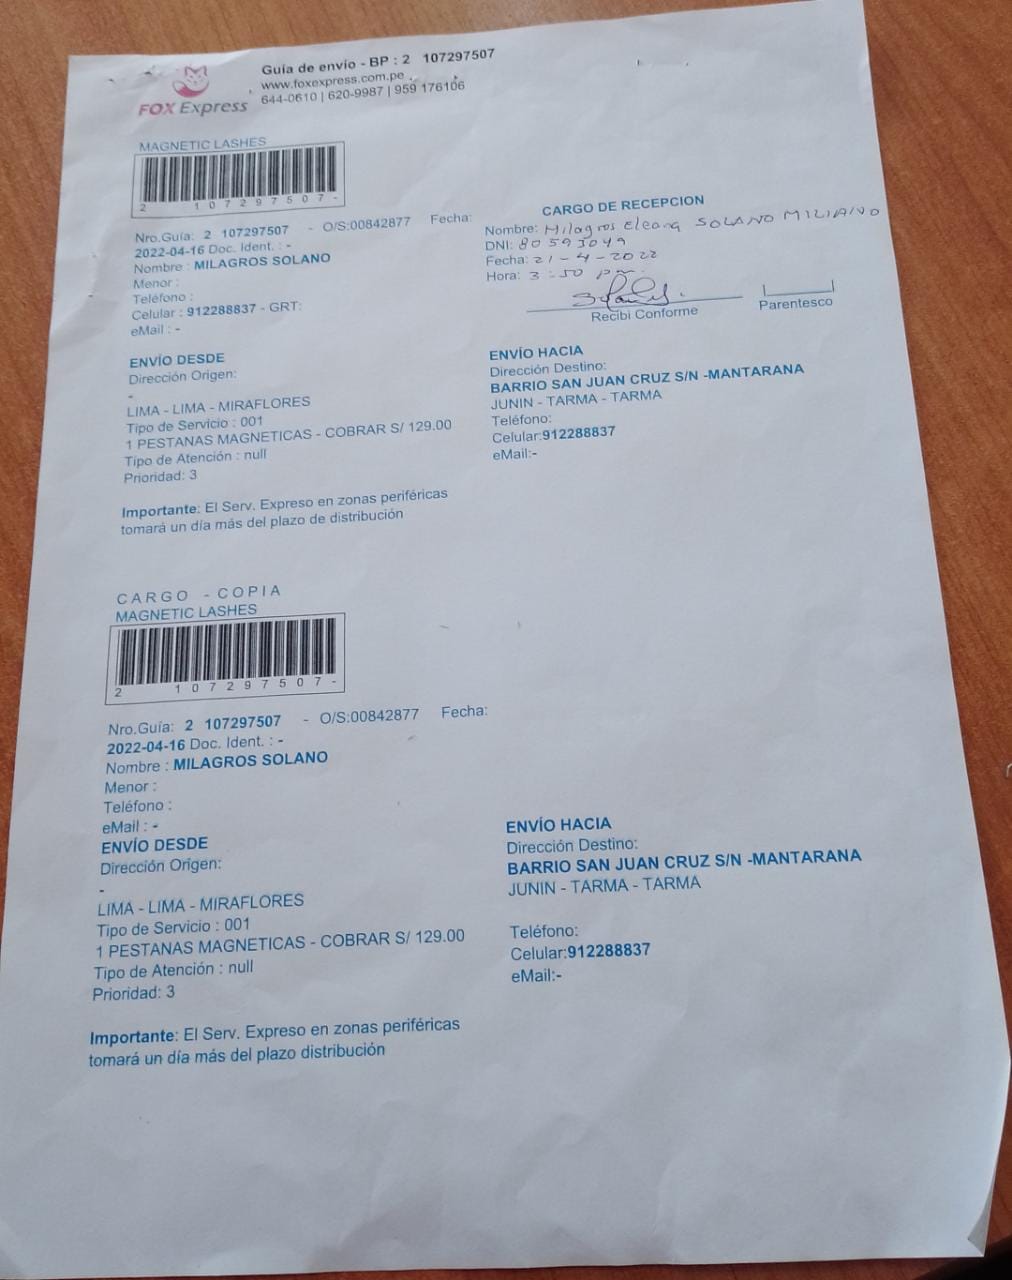 FOX Express
Guía de envío - BP : 2 107297507
www.foxexpress.com.pe
644-0610 | 620-9987 | 959 176106
MAGNETIC LASHES
2 107297507-
Nro.Guía: 2 107297507 - O/S:00842877 Fecha:
2022-04-16 Doc. Ident. : -
Nombre : MILAGROS SOLANO
Menor :
Teléfono :
Celular : 912288837 - GRT:
eMail : -
CARGO DE RECEPCION
Nombre: Milagros Eleana SOLANO MILIANO
DNI: 80593049
Fecha: 21-4-2022
Hora: 3:50 pm.
Recibi Conforme
Parentesco
ENVÍO DESDE
Dirección Origen:
-
LIMA - LIMA - MIRAFLORES
Tipo de Servicio : 001
1 PESTANAS MAGNETICAS - COBRAR S/ 129.00
Tipo de Atención : null
Prioridad: 3
ENVÍO HACIA
Dirección Destino:
BARRIO SAN JUAN CRUZ S/N -MANTARANA
JUNIN - TARMA - TARMA
Teléfono:
Celular:912288837
eMail:-
Importante: El Serv. Expreso en zonas periféricas
tomará un día más del plazo de distribución
CARGO - COPIA
MAGNETIC LASHES
2 107297507-
Nro.Guía: 2 107297507 - O/S:00842877 Fecha:
2022-04-16 Doc. Ident. : -
Nombre : MILAGROS SOLANO
Menor :
Teléfono :
eMail : -
ENVÍO DESDE
Dirección Origen:
-
LIMA - LIMA - MIRAFLORES
Tipo de Servicio : 001
1 PESTANAS MAGNETICAS - COBRAR S/ 129.00
Tipo de Atención : null
Prioridad: 3
ENVÍO HACIA
Dirección Destino:
BARRIO SAN JUAN CRUZ S/N -MANTARANA
JUNIN - TARMA - TARMA
Teléfono:
Celular:912288837
eMail:-
Importante: El Serv. Expreso en zonas periféricas
tomará un día más del plazo distribución